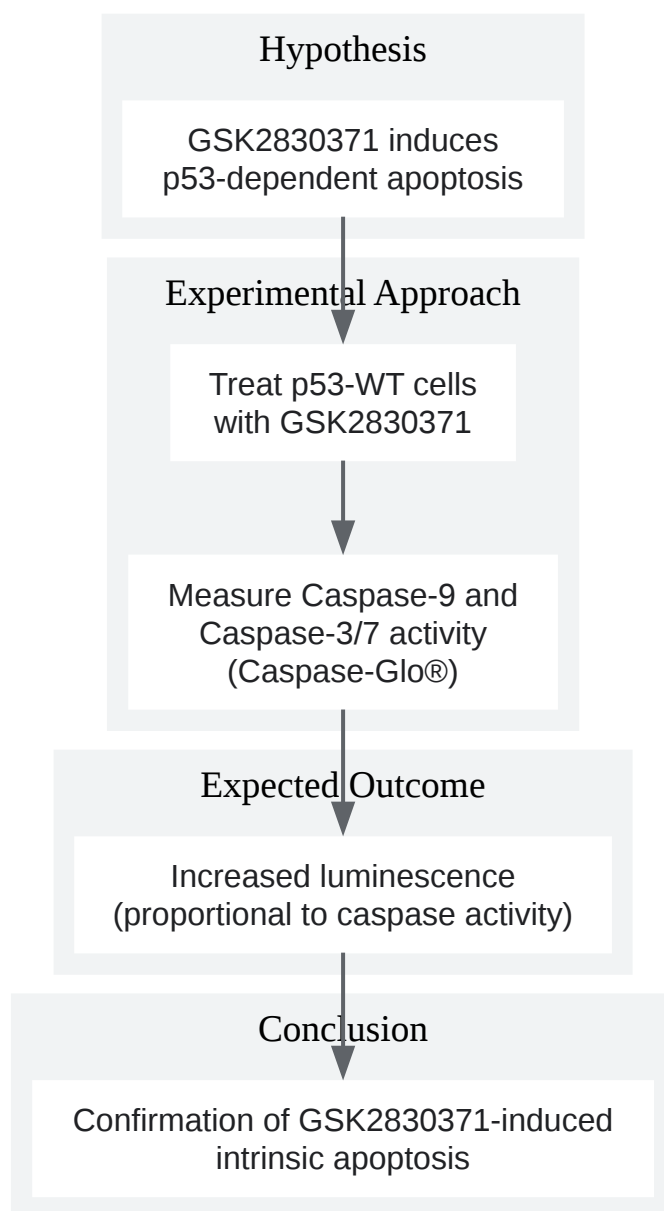 Hypothesis
GSK2830371 induces
p53-dependent apoptosis
Experimental Approach
Treat p53-WT cells
with GSK2830371
Measure Caspase-9 and
Caspase-3/7 activity
(Caspase-Glo®)
Expected Outcome
Increased luminescence
(proportional to caspase activity)
Conclusion
Confirmation of GSK2830371-induced
intrinsic apoptosis